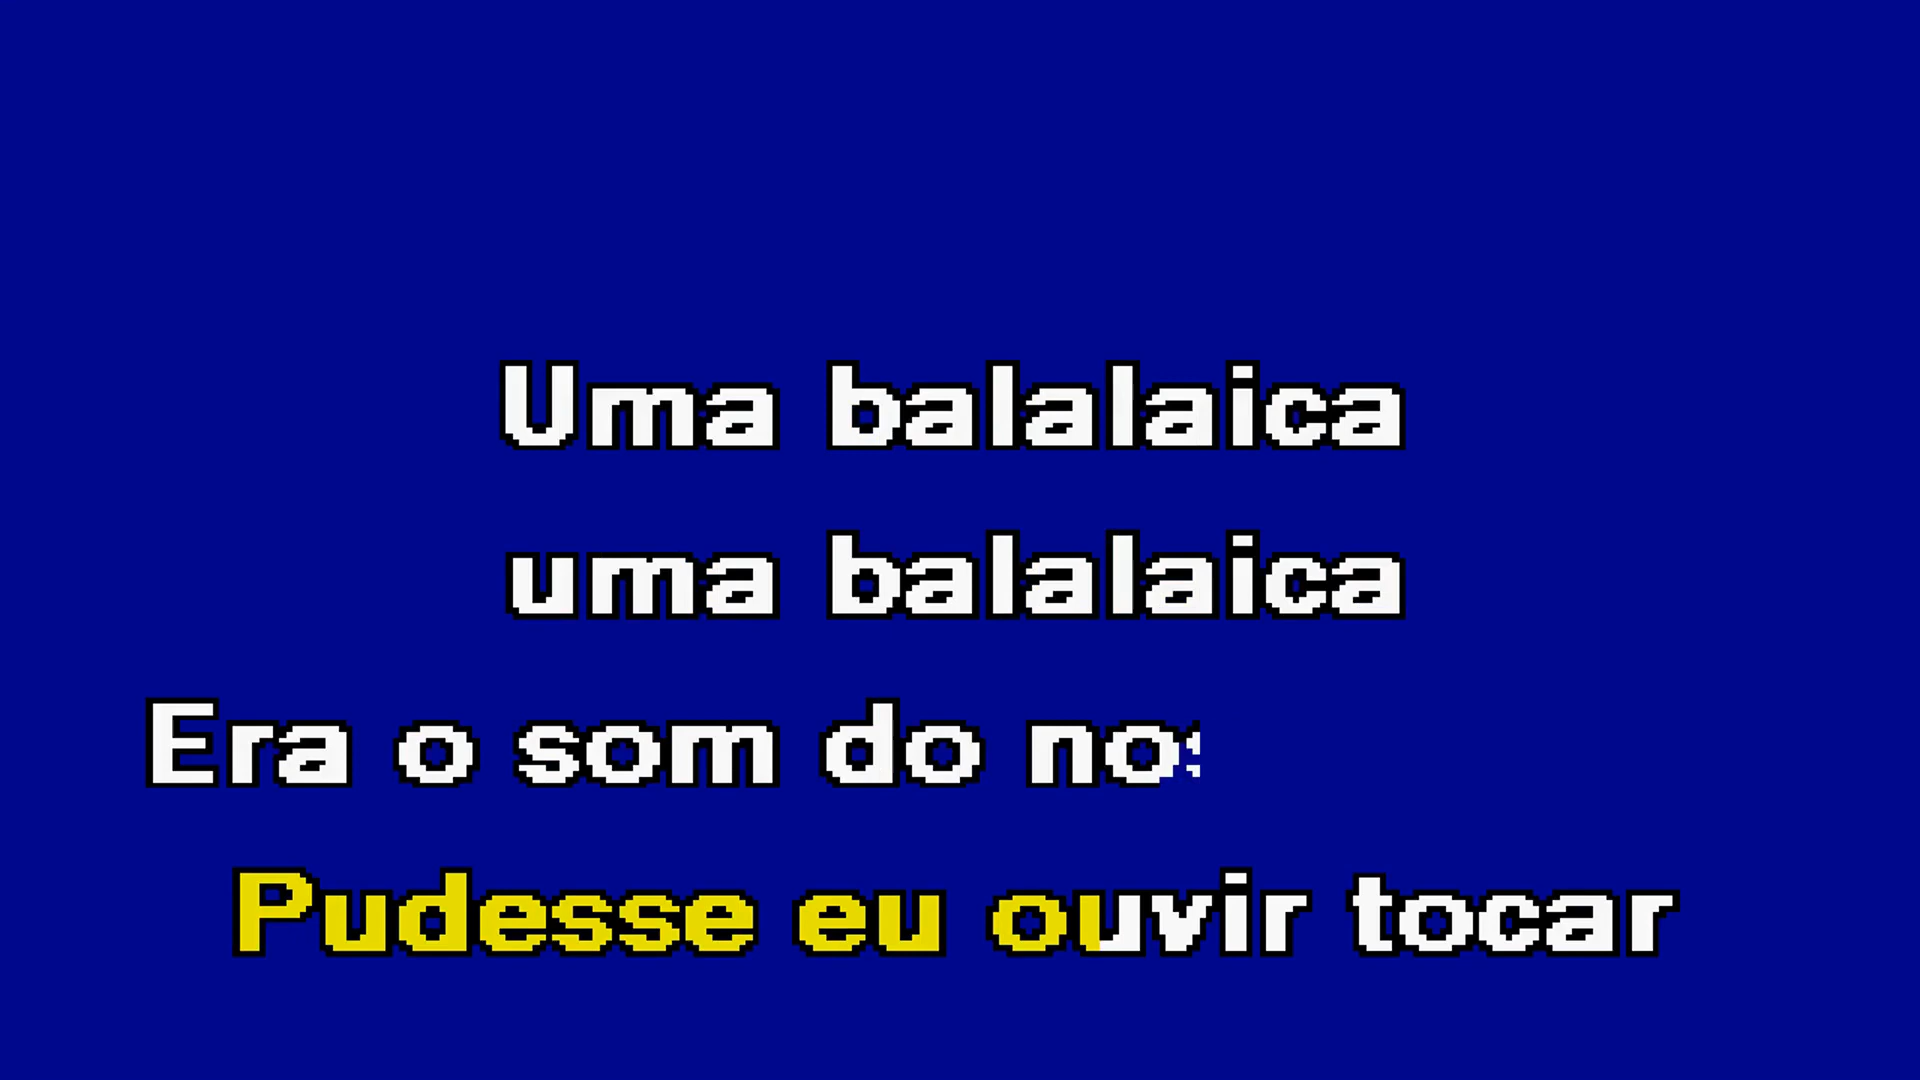 Uma balalaica
uma balalaica
Era o som do no
Pudesse eu ouvir tocar